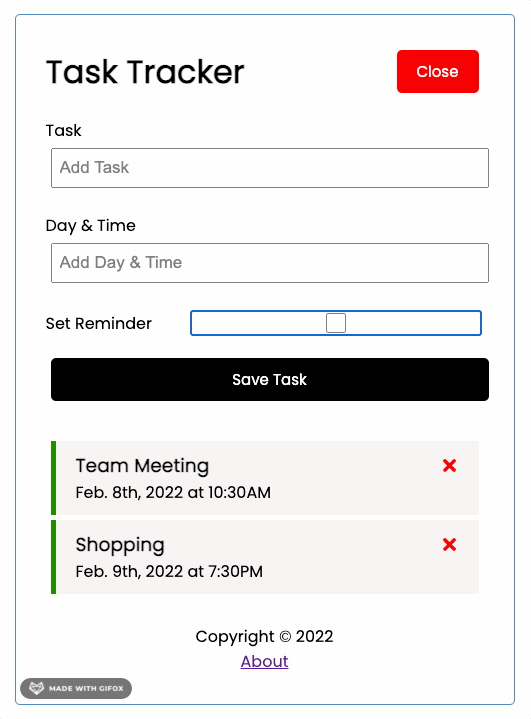 Task Tracker
Close
Task
Add Task
Day & Time
Add Day & Time
Set Reminder
Save Task
Team Meeting
Feb. 8th, 2022 at 10:30AM
Shopping
Feb. 9th, 2022 at 7:30PM
Copyright © 2022
About
MADE WITH GIFOX